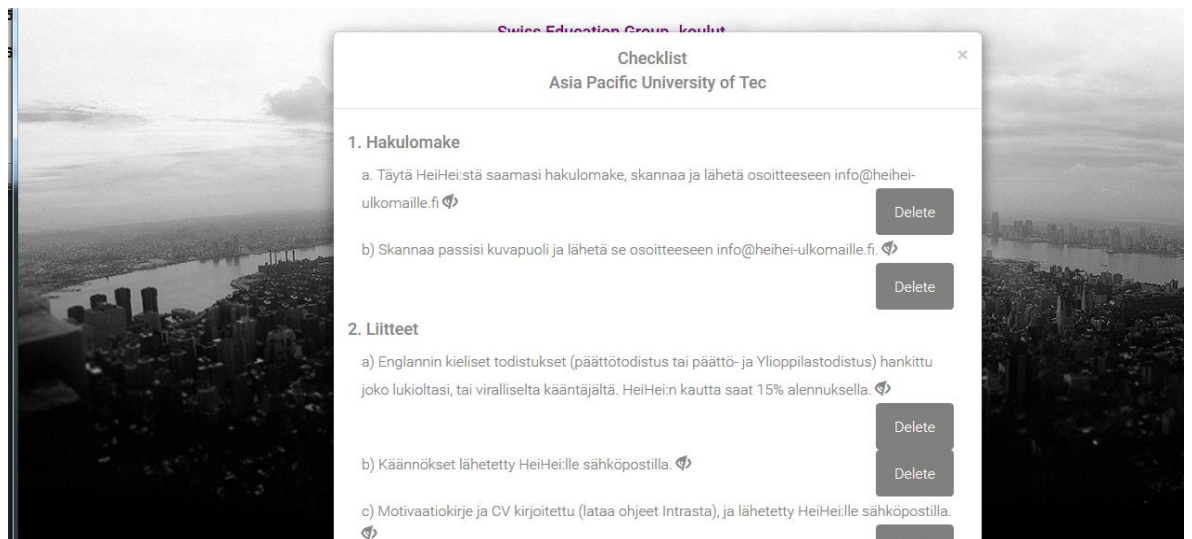 Swiss Education Group -koulut
Checklist
×
Asia Pacific University of Tec
1. Hakulomake
a. Täytä HeiHei:stä saamasi hakulomake, skannaa ja lähetä osoitteeseen info@heihei-
ulkomaille.fi
Delete
b) Skannaa passisi kuvapuoli ja lähetä se osoitteeseen info@heihei-ulkomaille.fi.
Delete
2. Liitteet
a) Englannin kieliset todistukset (päättötodistus tai päättö- ja Ylioppilastodistus) hankittu
joko lukioltasi, tai viralliselta kääntäjältä. HeiHei:n kautta saat 15% alennuksella.
Delete
b) Käännökset lähetetty HeiHei:lle sähköpostilla.
Delete
c) Motivaatiokirje ja CV kirjoitettu (lataa ohjeet Intrasta), ja lähetetty HeiHei:lle sähköpostilla.